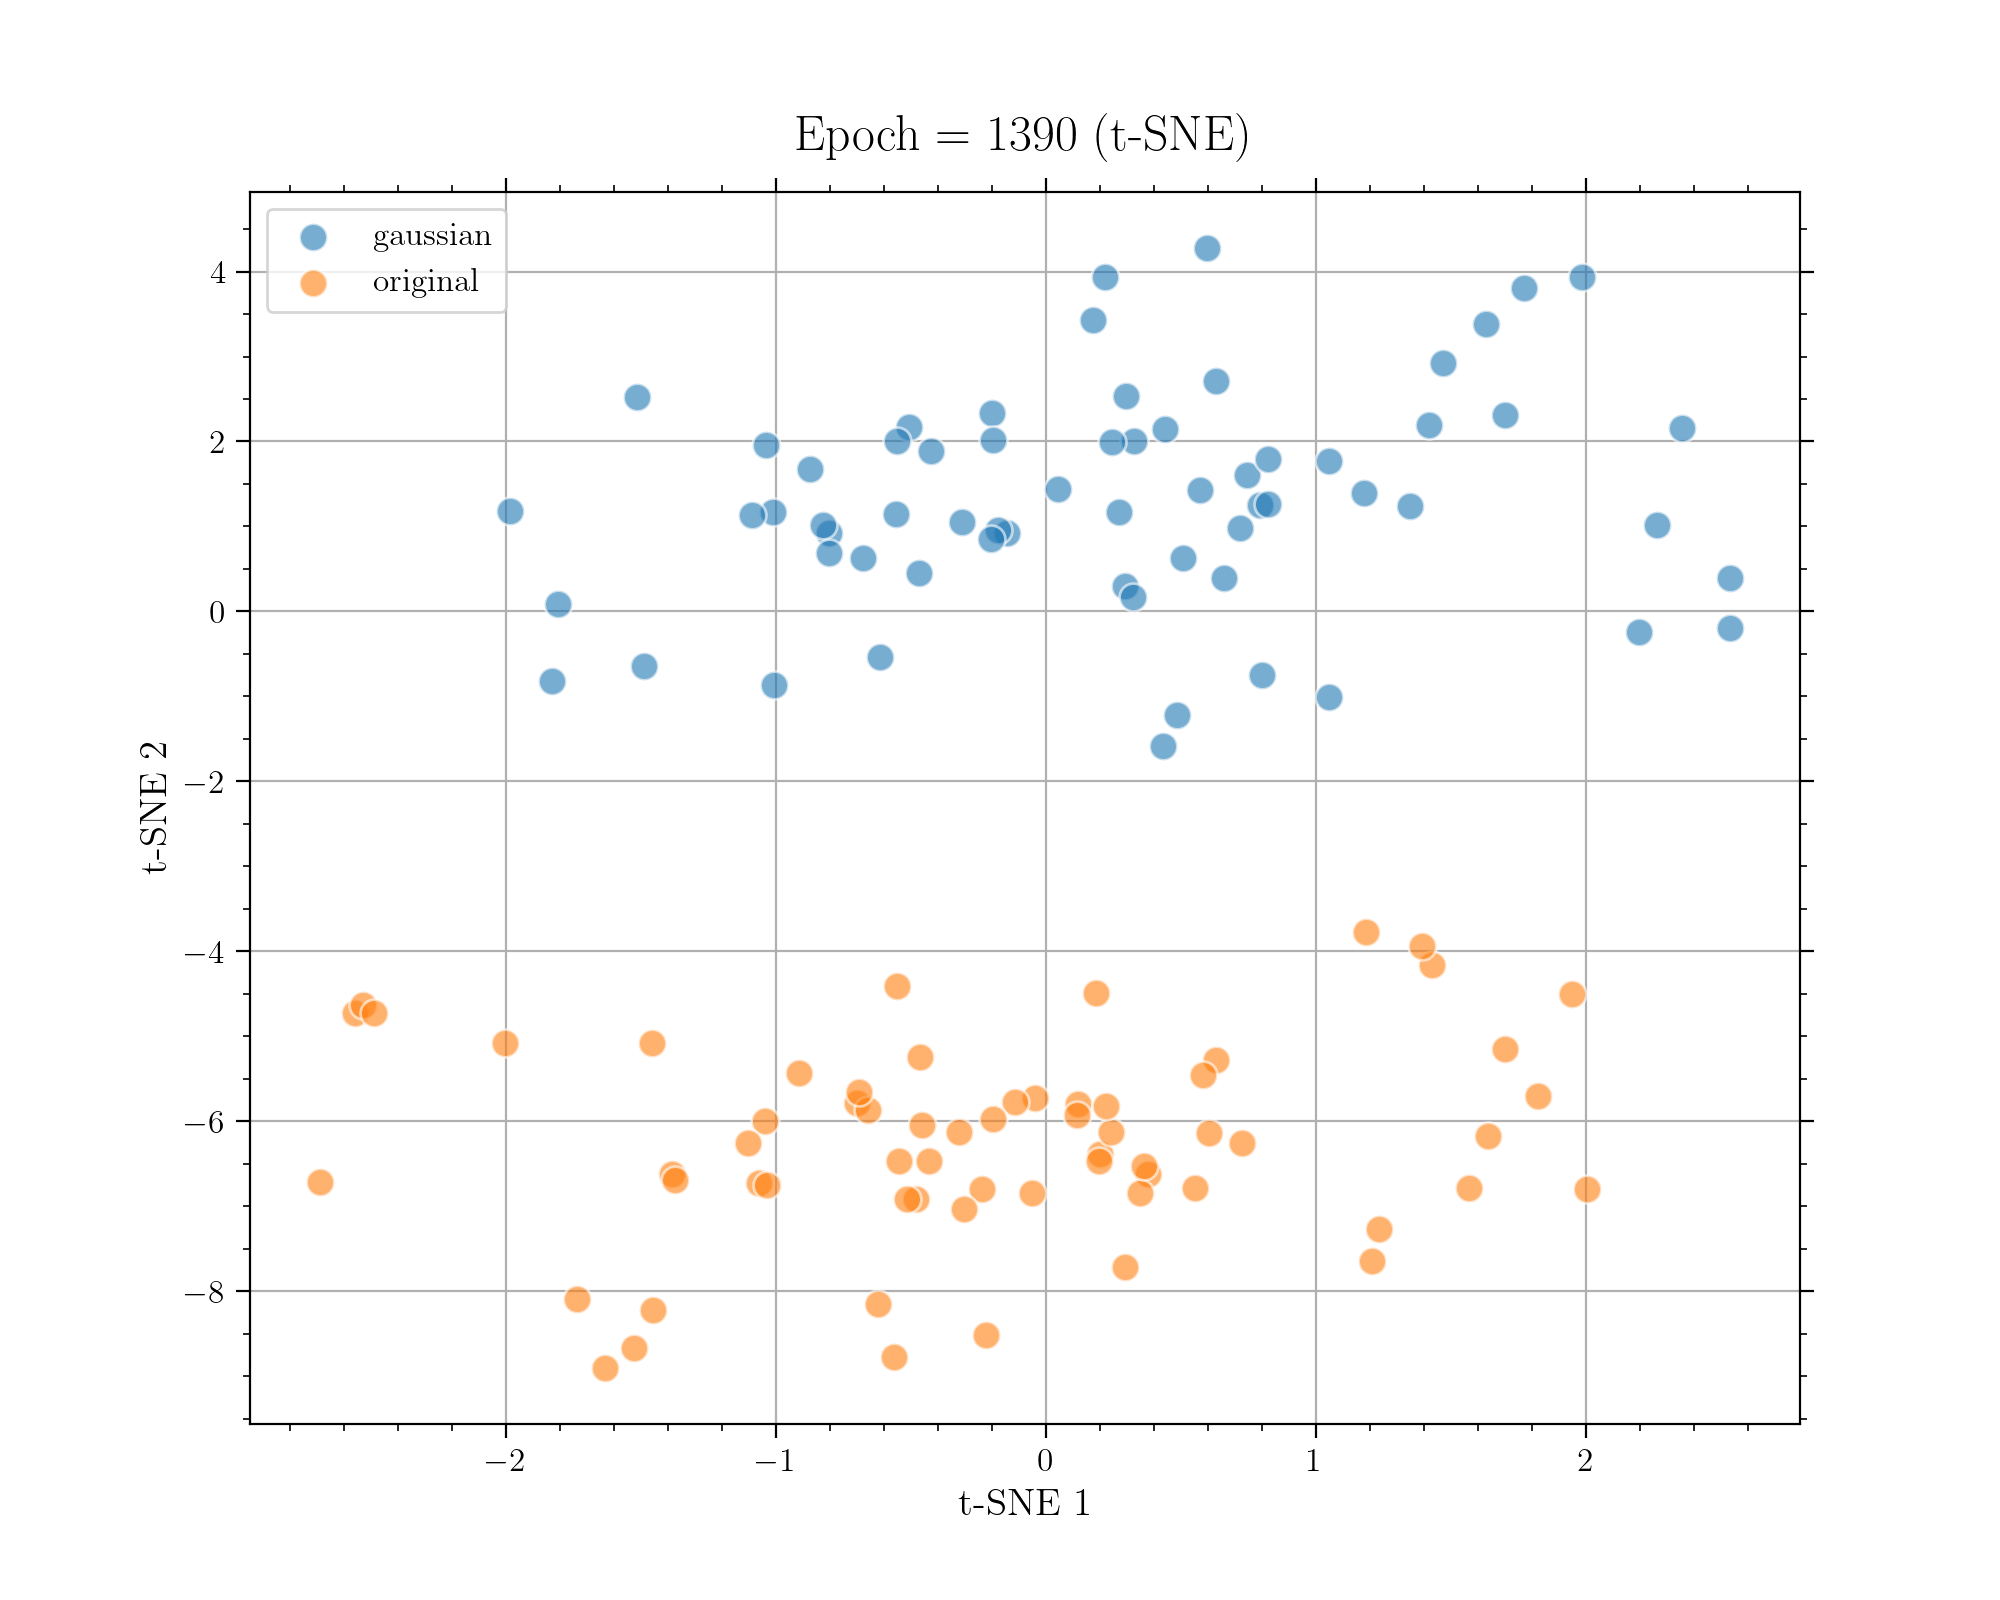 Epoch = 1390 (t-SNE)
gaussian
original
4
2
0
−2
−4
−6
−8
t-SNE 2
−2 −1 0 1 2
t-SNE 1